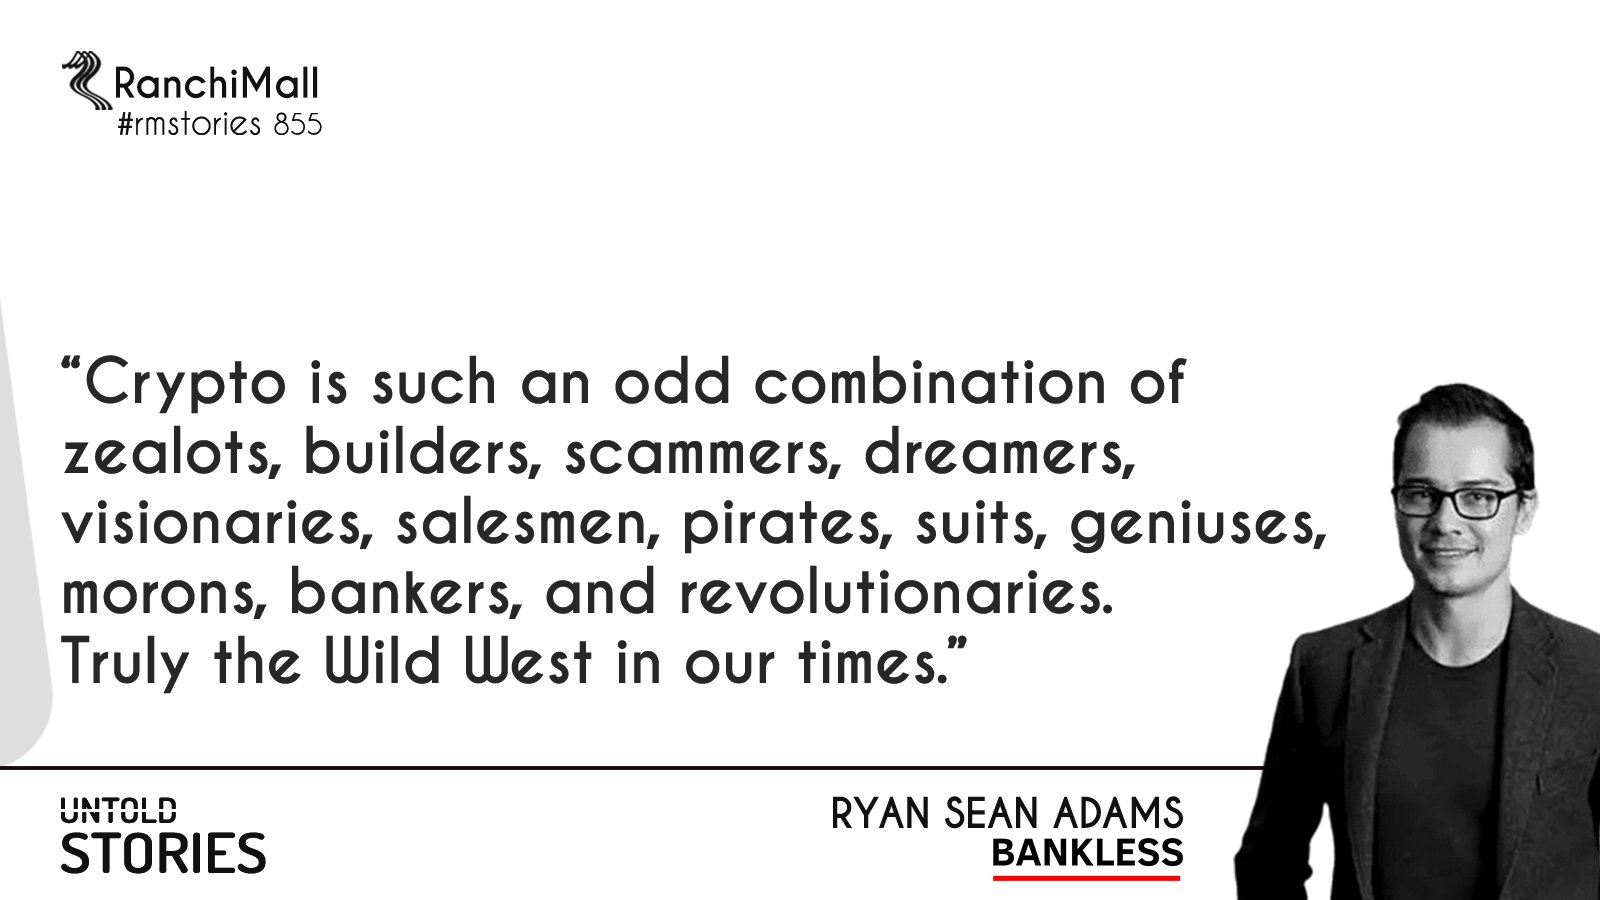 RanchiMall
#rmstories 855
“Crypto is such an odd combination of
zealots, builders, scammers, dreamers,
visionaries, salesmen, pirates, suits, geniuses,
morons, bankers, and revolutionaries.
Truly the Wild West in our times.”
UNTOLD
STORIES
RYAN SEAN ADAMS
BANKLESS